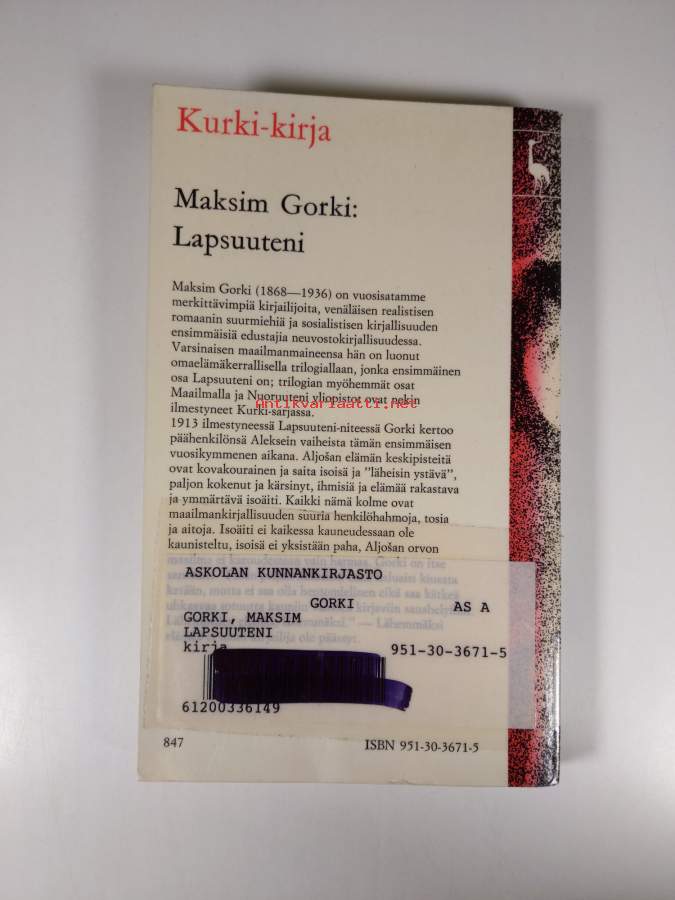 Kurki-kirja
Maksim Gorki:
Lapsuuteni
Maksim Gorki (1868—1936) on vuosisatamme
merkittävimpiä kirjailijoita, venäläisen realistisen
romaanin suurmiehiä ja sosialistisen kirjallisuuden
ensimmäisiä edustajia neuvostokirjallisuudessa.
Varsinaisen maailmanmaineensa hän on luonut
omaelämäkerrallisella trilogiallaan, jonka ensimmäinen
osa Lapsuuteni on; trilogian myöhemmät osat
Maailmalla ja Nuoruuteni yliopistot ovat nekin
antikvariaatti.net
ilmestyneet Kurki-sarjassa.
1913 ilmestyneessä Lapsuuteni-niteessä Gorki kertoo
päähenkilönsä Aleksein vaiheista tämän ensimmäisen
vuosikymmenen aikana. Aljošan elämän keskipisteitä
ovat kovakourainen ja saita isoisä ja "läheisin ystävä",
paljon kokenut ja kärsinyt, ihmisiä ja elämää rakastava
ja ymmärtävä isoäiti. Kaikki nämä kolme ovat
maailmankirjallisuuden suuria henkilöhahmoja, tosia
ja aitoja. Isoäiti ei kaikessa kauneudessaan ole
kaunisteltu, isoisä ei yksistään paha, Aljošan orvon
ASKOLAN KUNNANKIRJASTO
GORKI AS A
GORKI, MAKSIM
LAPSUUTENI
kirja 951-30-3671-5
61200336149
847 ISBN 951-30-3671-5